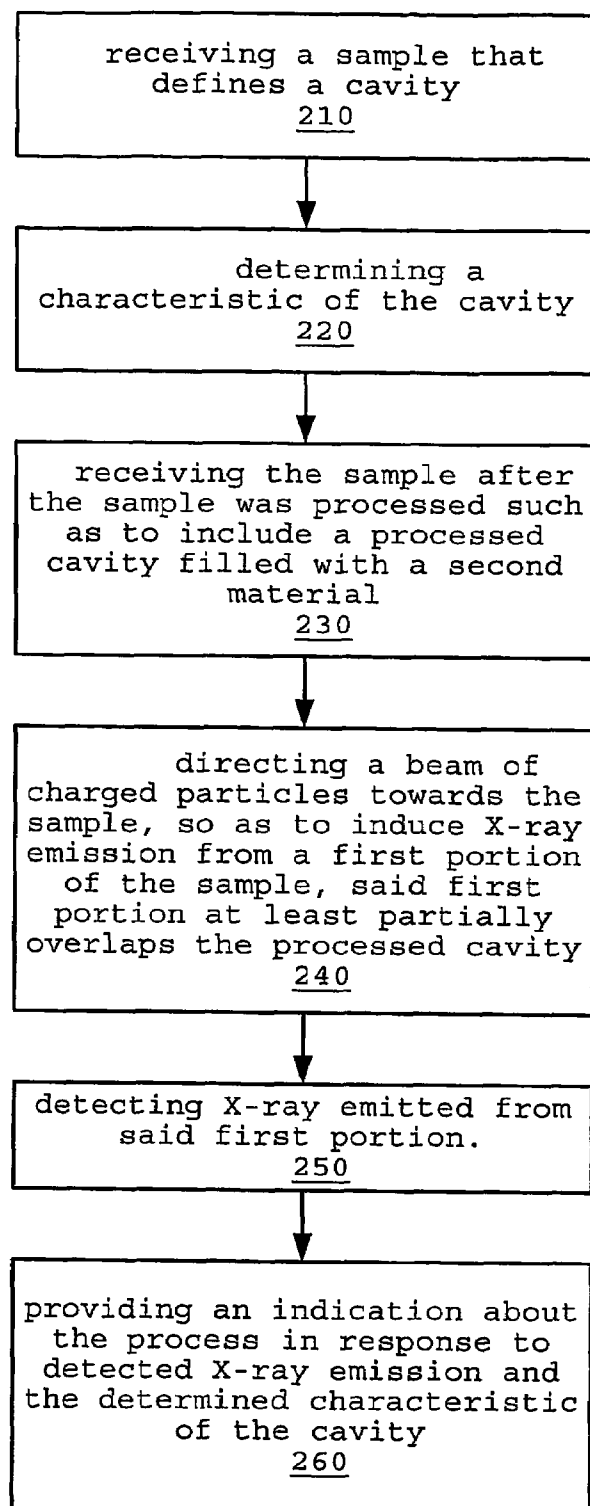 receiving a sample that
defines a cavity
210
determining a
characteristic of the cavity
220
receiving the sample after
the sample was processed such
as to include a processed
cavity filled with a second
material
230
directing a beam of
charged particles towards the
sample, so as to induce X-ray
emission from a first portion
of the sample, said first
portion at least partially
overlaps the processed cavity
240
detecting X-ray emitted from
said first portion.
250
providing an indication about
the process in response to
detected X-ray emission and
the determined characteristic
of the cavity
260